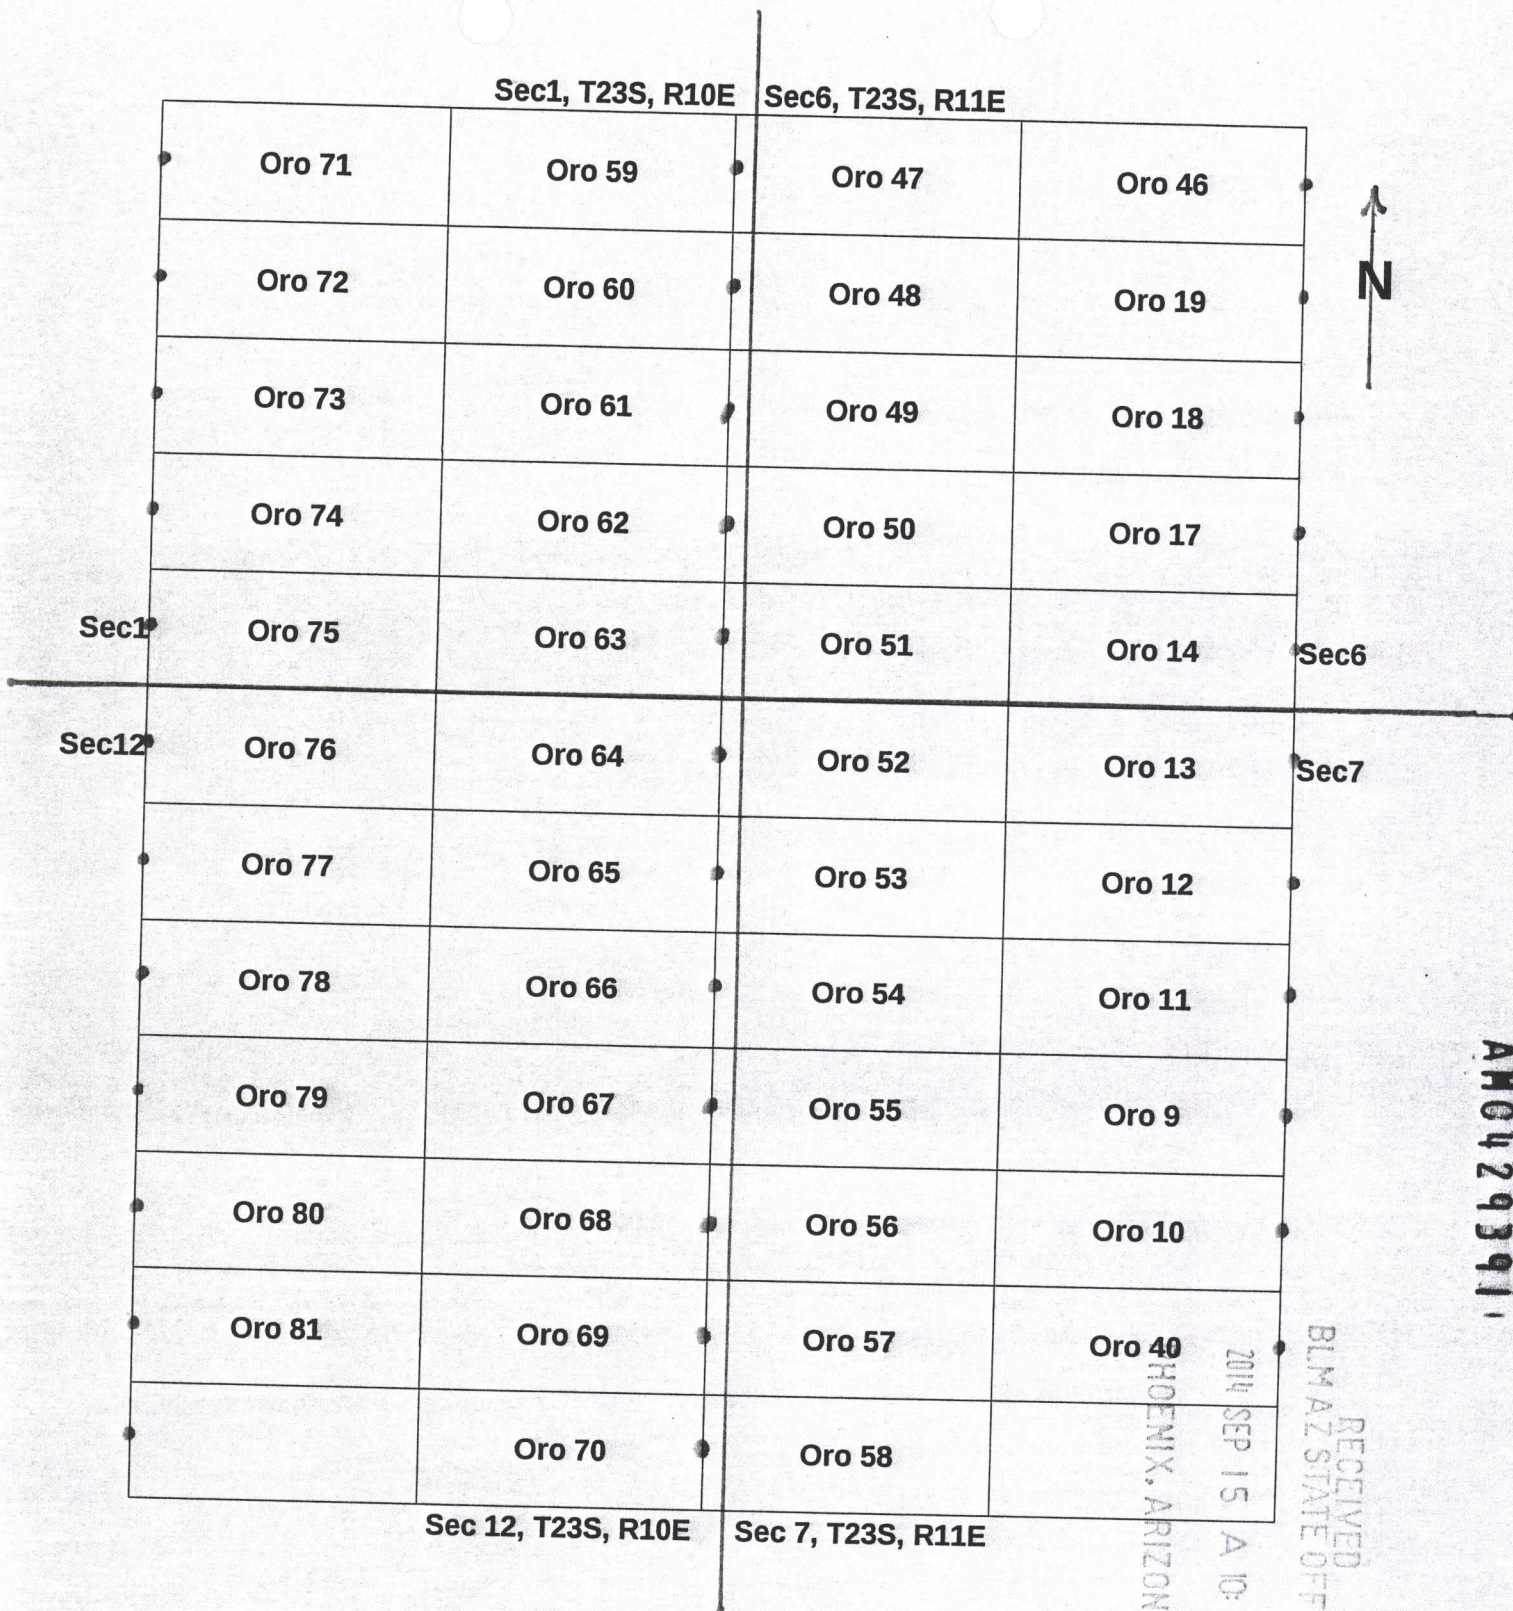 Sec1, T23S, R10E Sec6, T23S, R11E
Oro 71 Oro 59 Oro 47 Oro 46
Oro 72 Oro 60 Oro 48 Oro 19
N
Oro 73 Oro 61 Oro 49 Oro 18
Oro 74 Oro 62 Oro 50 Oro 17
Sec1 Oro 75 Oro 63 Oro 51 Oro 14 Sec6
Sec12 Oro 76 Oro 64 Oro 52 Oro 13 Sec7
Oro 77 Oro 65 Oro 53 Oro 12
Oro 78 Oro 66 Oro 54 Oro 11
Oro 79 Oro 67 Oro 55 Oro 9
Oro 80 Oro 68 Oro 56 Oro 10
Oro 81 Oro 69 Oro 57 Oro 40
Oro 70 Oro 58
Sec 12, T23S, R10E Sec 7, T23S, R11E
AMC429391
RECEIVED
BLM AZ STATE OFF
2014 SEP 15 A 10:
HOENIX, ARIZON